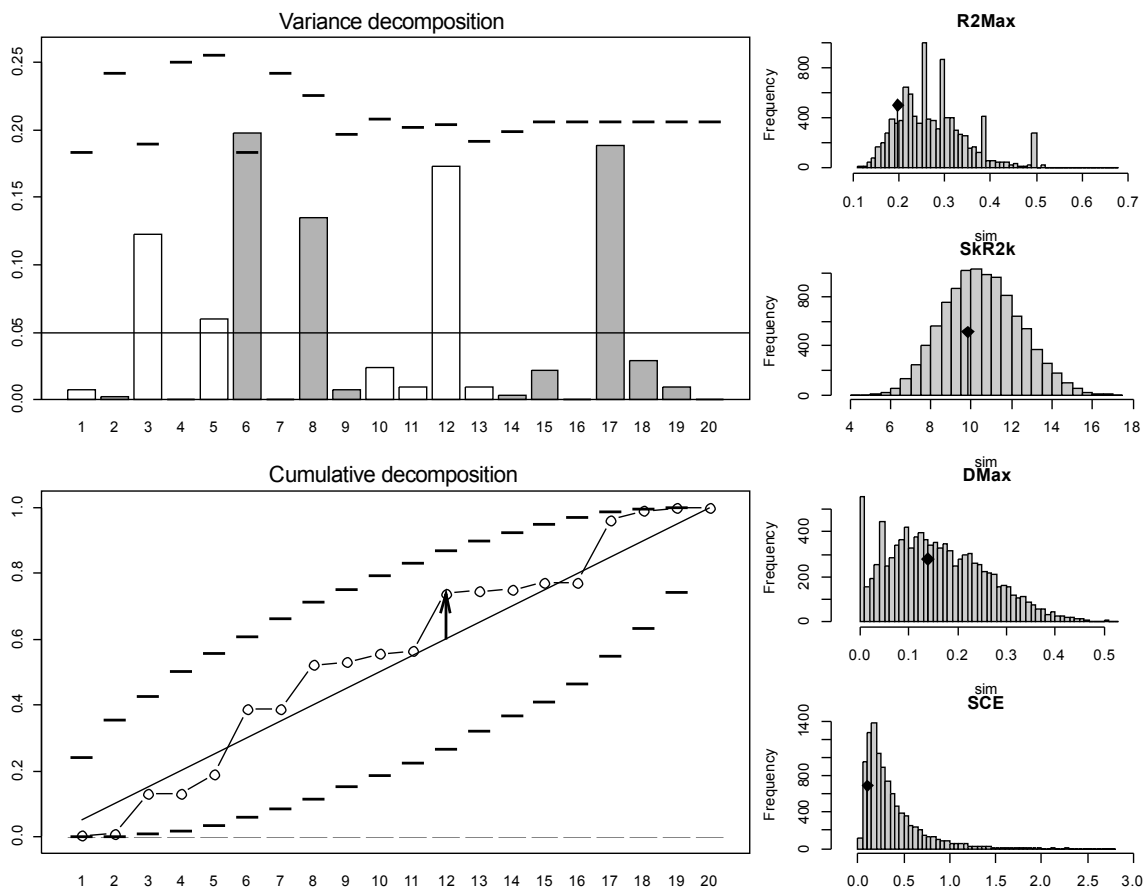 Variance decomposition
0.25
0.20
0.15
0.10
0.05
0.00
1 2 3 4 5 6 7 8 9 10 11 12 13 14 15 16 17 18 19 20
Cumulative decomposition
1.0
0.8
0.6
0.4
0.2
0.0
1 2 3 4 5 6 7 8 9 10 11 12 13 14 15 16 17 18 19 20
R2Max
Frequency
800
400
0
0.1 0.2 0.3 0.4 0.5 0.6 0.7
sim
SkR2k
Frequency
800
400
0
4 6 8 10 12 14 16 18
sim
DMax
Frequency
400
200
0
0.0 0.1 0.2 0.3 0.4 0.5
sim
SCE
Frequency
1400
800
400
0
0.0 0.5 1.0 1.5 2.0 2.5 3.0